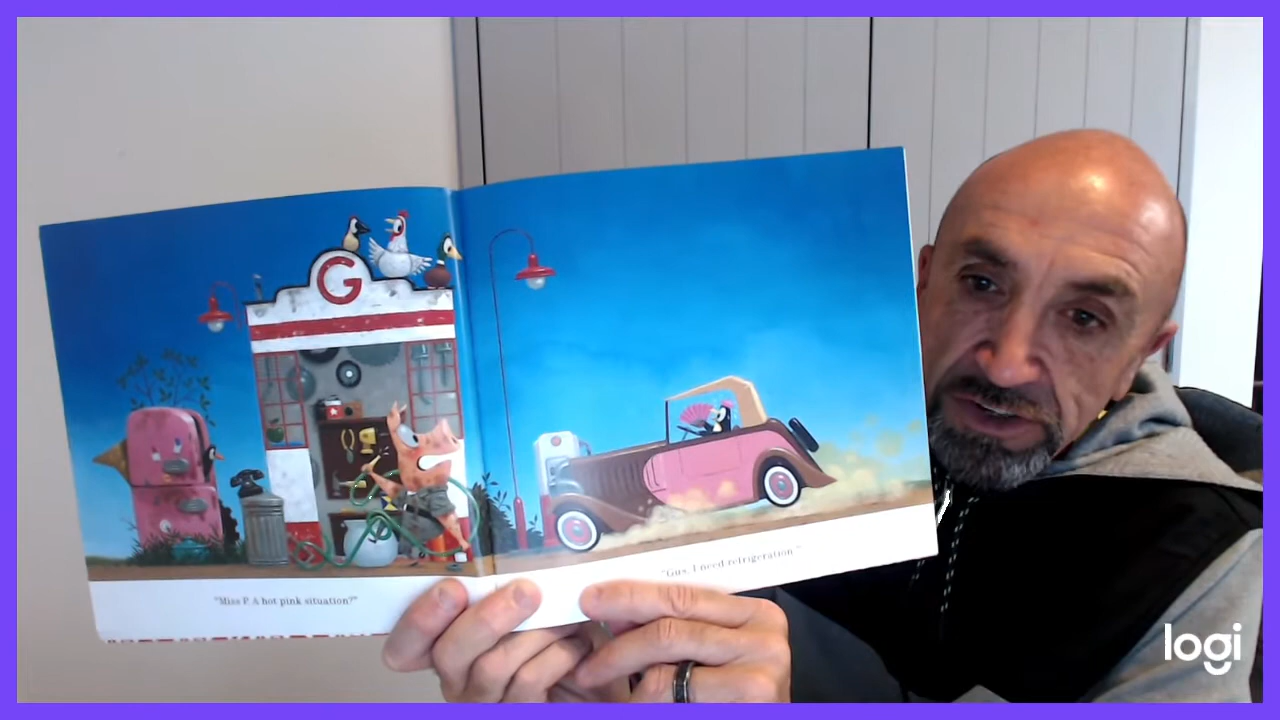 G
"Miss P. A hot pink situation?"
"Gus, I need refrigeration."
logi